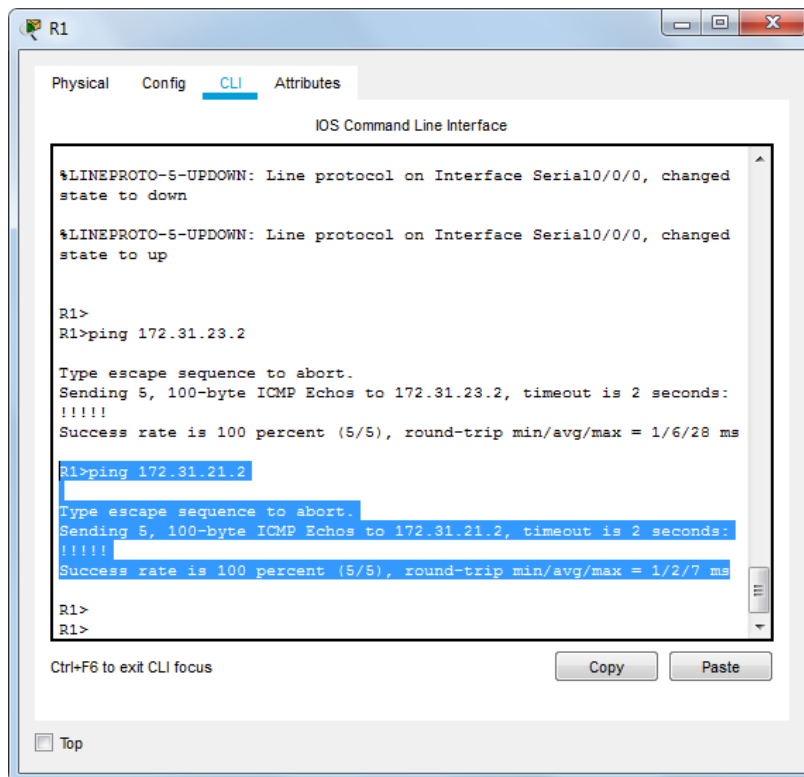 R1
Physical Config CLI Attributes
IOS Command Line Interface
%LINEPROTO-5-UPDOWN: Line protocol on Interface Serial0/0/0, changed
state to down
%LINEPROTO-5-UPDOWN: Line protocol on Interface Serial0/0/0, changed
state to up
R1>
R1>ping 172.31.23.2
Type escape sequence to abort.
Sending 5, 100-byte ICMP Echos to 172.31.23.2, timeout is 2 seconds:
!!!!!
Success rate is 100 percent (5/5), round-trip min/avg/max = 1/6/28 ms
R1>ping 172.31.21.2
Type escape sequence to abort.
Sending 5, 100-byte ICMP Echos to 172.31.21.2, timeout is 2 seconds:
!!!!!
Success rate is 100 percent (5/5), round-trip min/avg/max = 1/2/7 ms
R1>
R1>
Ctrl+F6 to exit CLI focus
Copy
Paste
Top